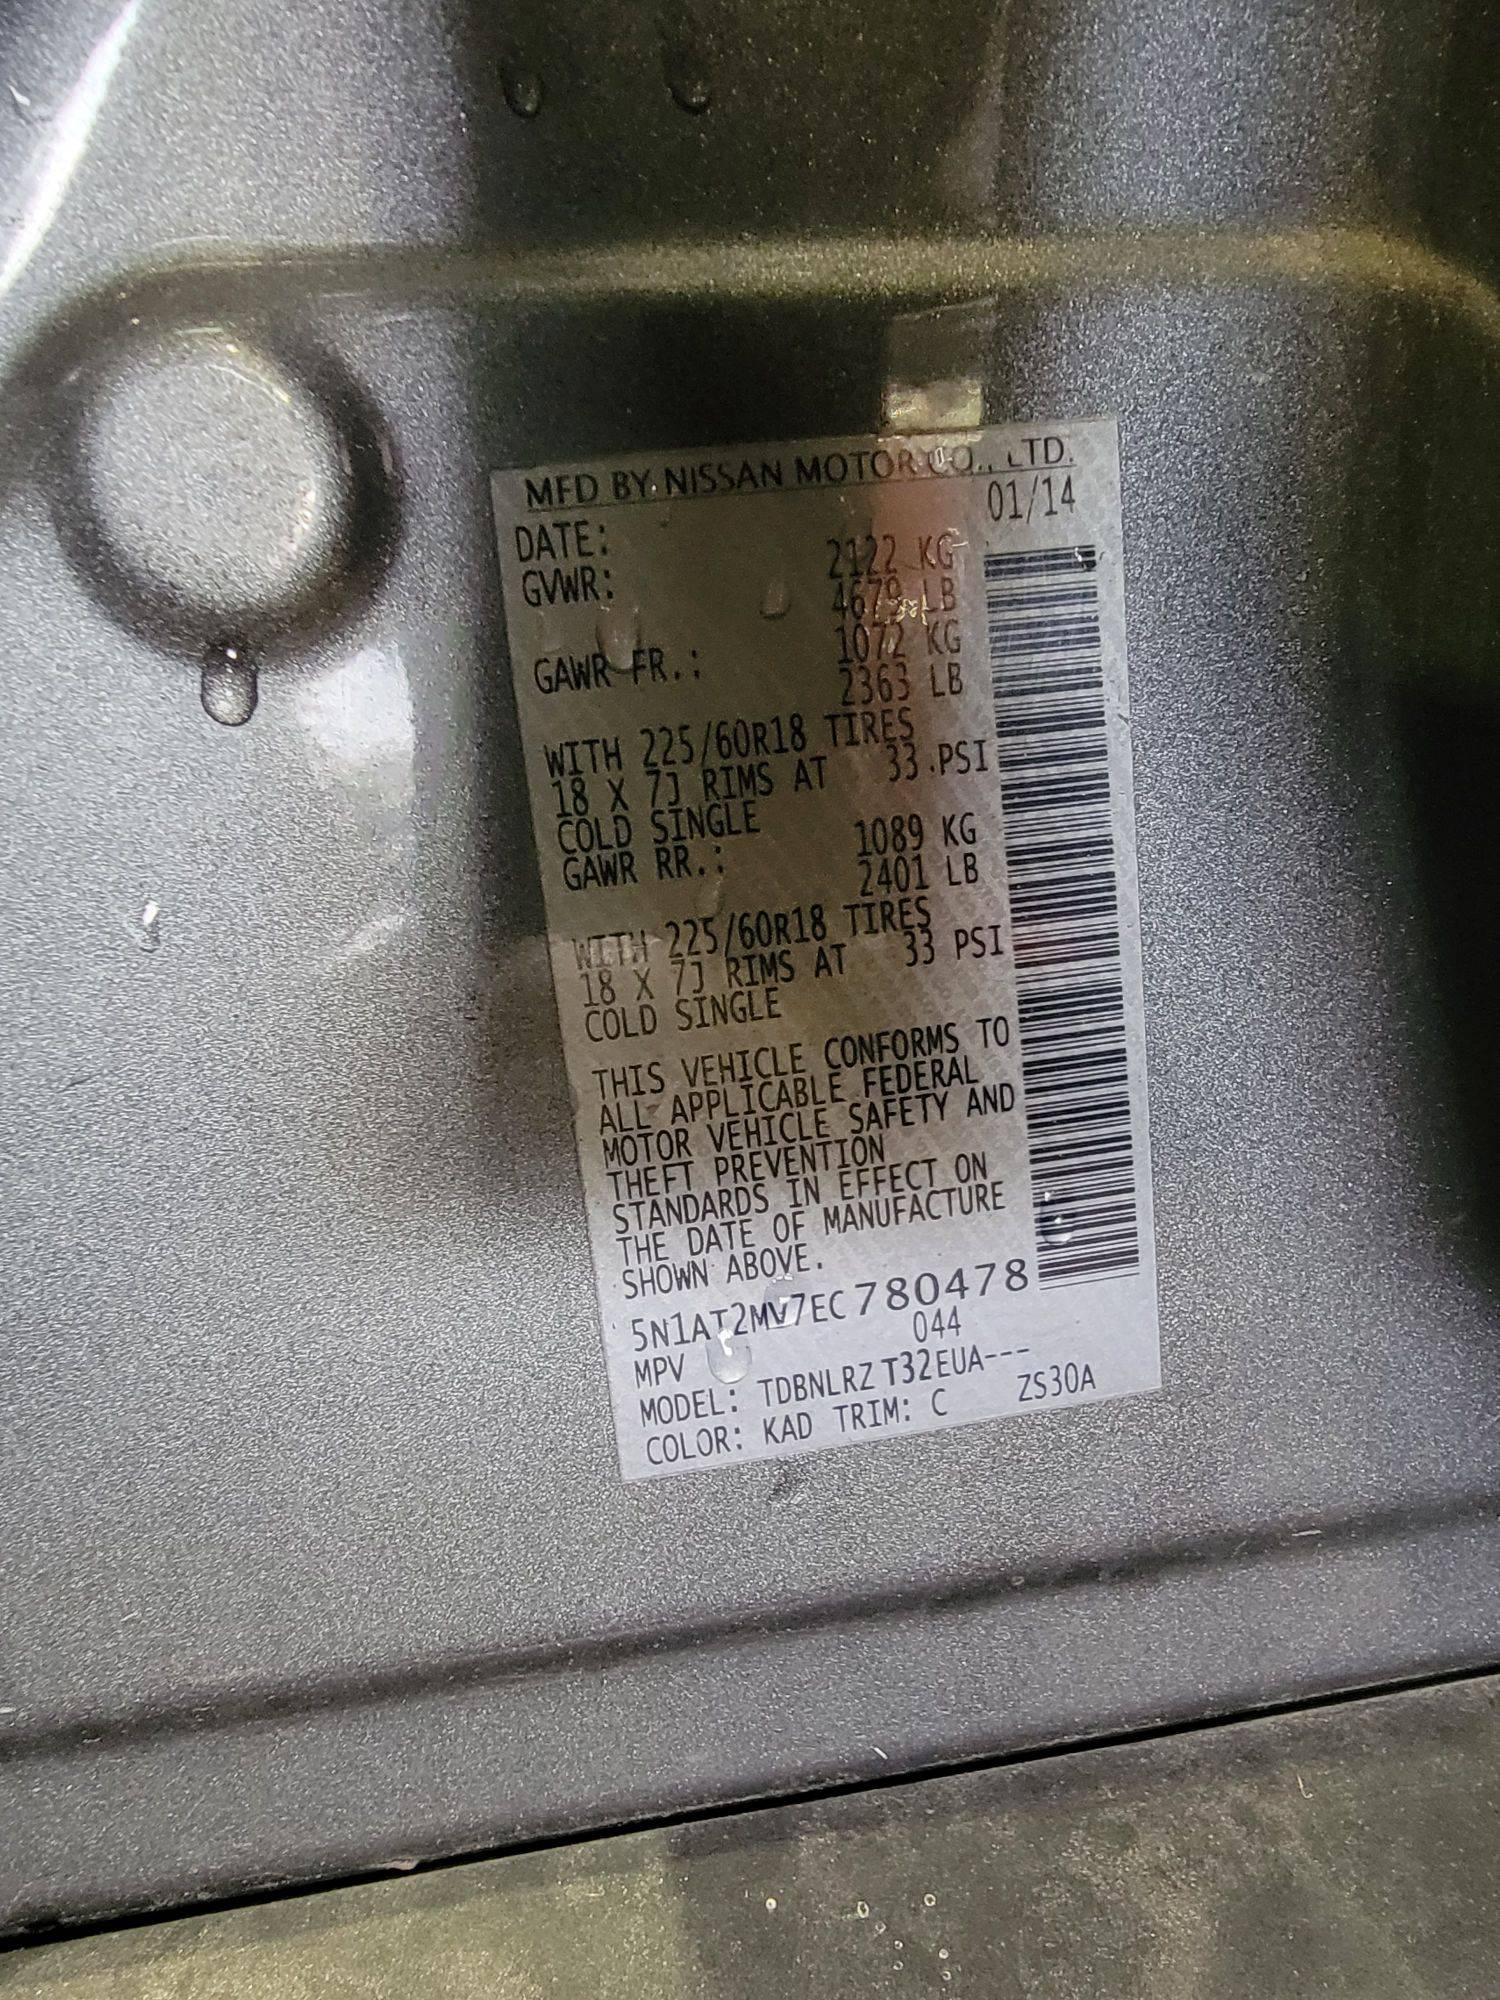 MFD BY NISSAN MOTOR CO., LTD.
DATE: 01/14
GVWR: 2122 KG
4679 LB
GAWR FR.: 1072 KG
2363 LB
WITH 225/60R18 TIRES
18 X 7J RIMS AT 33 PSI
COLD SINGLE
GAWR RR.: 1089 KG
2401 LB
WITH 225/60R18 TIRES
18 X 7J RIMS AT 33 PSI
COLD SINGLE
THIS VEHICLE CONFORMS TO
ALL APPLICABLE FEDERAL
MOTOR VEHICLE SAFETY AND
THEFT PREVENTION
STANDARDS IN EFFECT ON
THE DATE OF MANUFACTURE
SHOWN ABOVE.
5N1AT2MV7EC780478
MPV 044
MODEL: TDBNLRZ T32EUA---
COLOR: KAD TRIM: C ZS30A